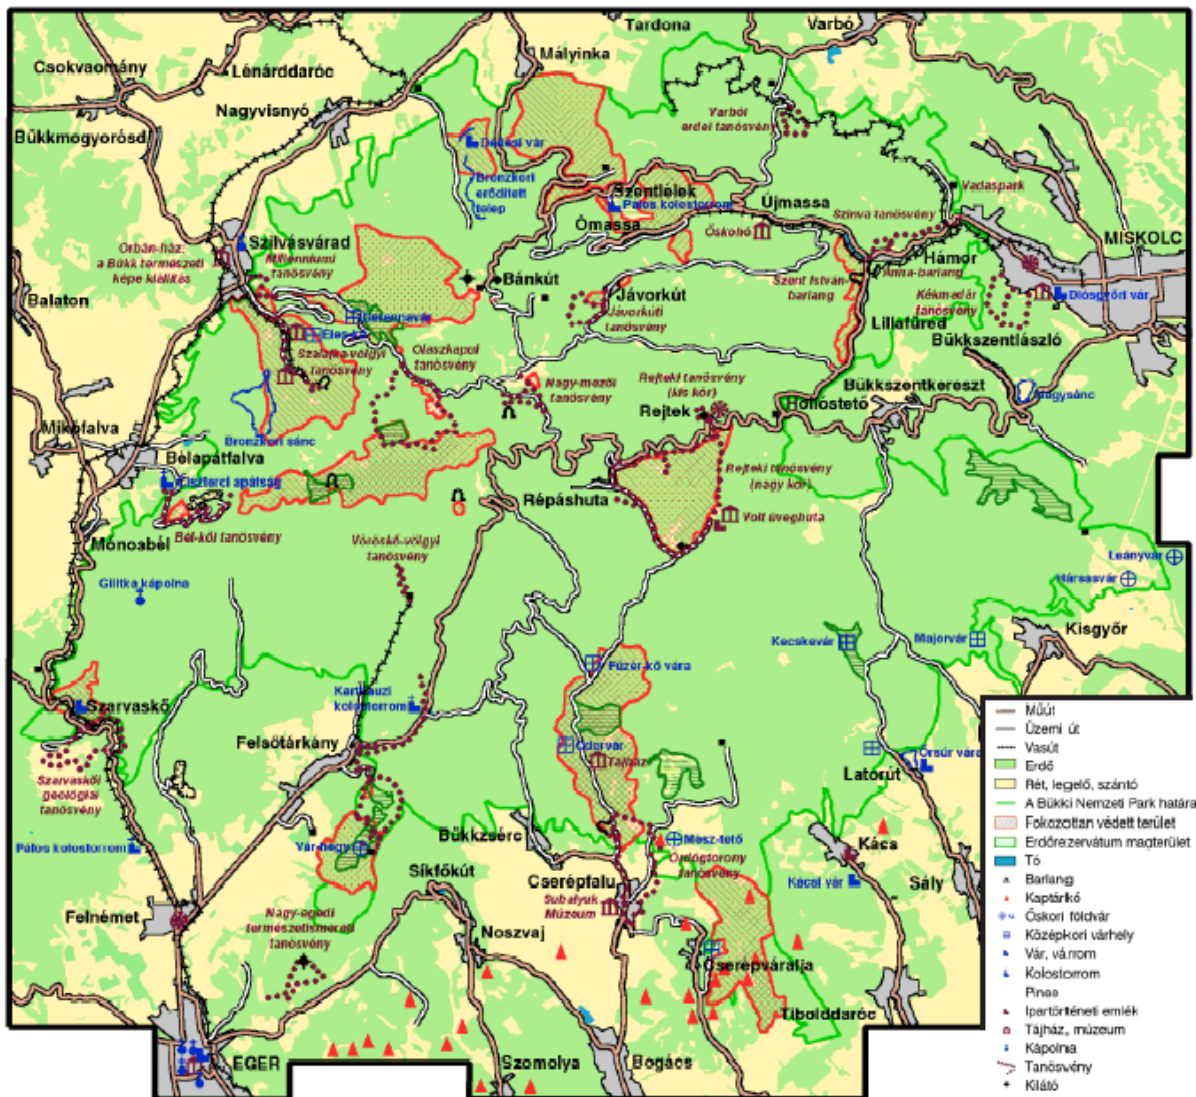 Tardona
Varbó
Csokvaomány
Lénárddaróc
Mályinka
Nagyvisnyó
Bükkmogyorósd
Varbói
erdei tanösvény
Dédesi vár
Bronzkori
erődített
telep
Szentlélek
Pálos kolostorrom
Ómassa
Újmassa
Őskohó
Vadaspark
Szinva tanösvény
MISKOLC
Hámor
Anna-barlang
Szent István-
barlang
Kékmadár
tanösvény
Diósgyőri vár
Lillafüred
Bükkszentlászló
Orbán-ház,
a Bükk természeti
képe kiállítás
Szilvásvárad
Millenniumi
tanösvény
Balaton
Bánkút
Jávorkút
Jávorkúti
tanösvény
Gerennavár
Éles-kő
Szalajka-völgyi
tanösvény
Olaszkapui
tanösvény
Nagy-mezői
tanösvény
Rejteki tanösvény
(kis kör)
Rejtek
Hollóstető
Bükkszentkereszt
Nagysánc
Mikófalva
Bronzkori sánc
Bélapátfalva
Ciszterci apátság
Bél-kői tanösvény
Mónosbél
Gilitka kápolna
Répáshuta
Rejteki tanösvény
(nagy kör)
Volt üveghuta
Vöröskő-völgyi
tanösvény
Leányvár
Hársasvár
Kisgyőr
Majorvár
Kecskevár
Füzér-kő vára
Szarvaskő
Karthauzi
kolostorrom
Felsőtárkány
Szarvaskői
geológiai
tanösvény
Odorvár
Tájház
Latorút
Örsúr vára
Pálos kolostorrom
Vár-hegy
Bükkzsérc
Mész-tető
Ördögtorony
tanösvény
Kács
Kácsi vár
Sály
Síkfőkút
Cserépfalu
Subalyuk
Múzeum
Felnémet
Nagy-egedi
természetismereti
tanösvény
Noszvaj
Cserépváralja
Tibolddaróc
EGER
Szomolya
Bogács
Műút
Üzemi út
Vasút
Erdő
Rét, legelő, szántó
A Bükki Nemzeti Park határa
Fokozottan védett terület
Erdőrezervátum magterület
Tó
Barlang
Kaptárkő
Őskori földvár
Középkori várhely
Vár, várrom
Kolostorrom
Pince
Ipartörténeti emlék
Tájház, múzeum
Kápolna
Tanösvény
Kilátó